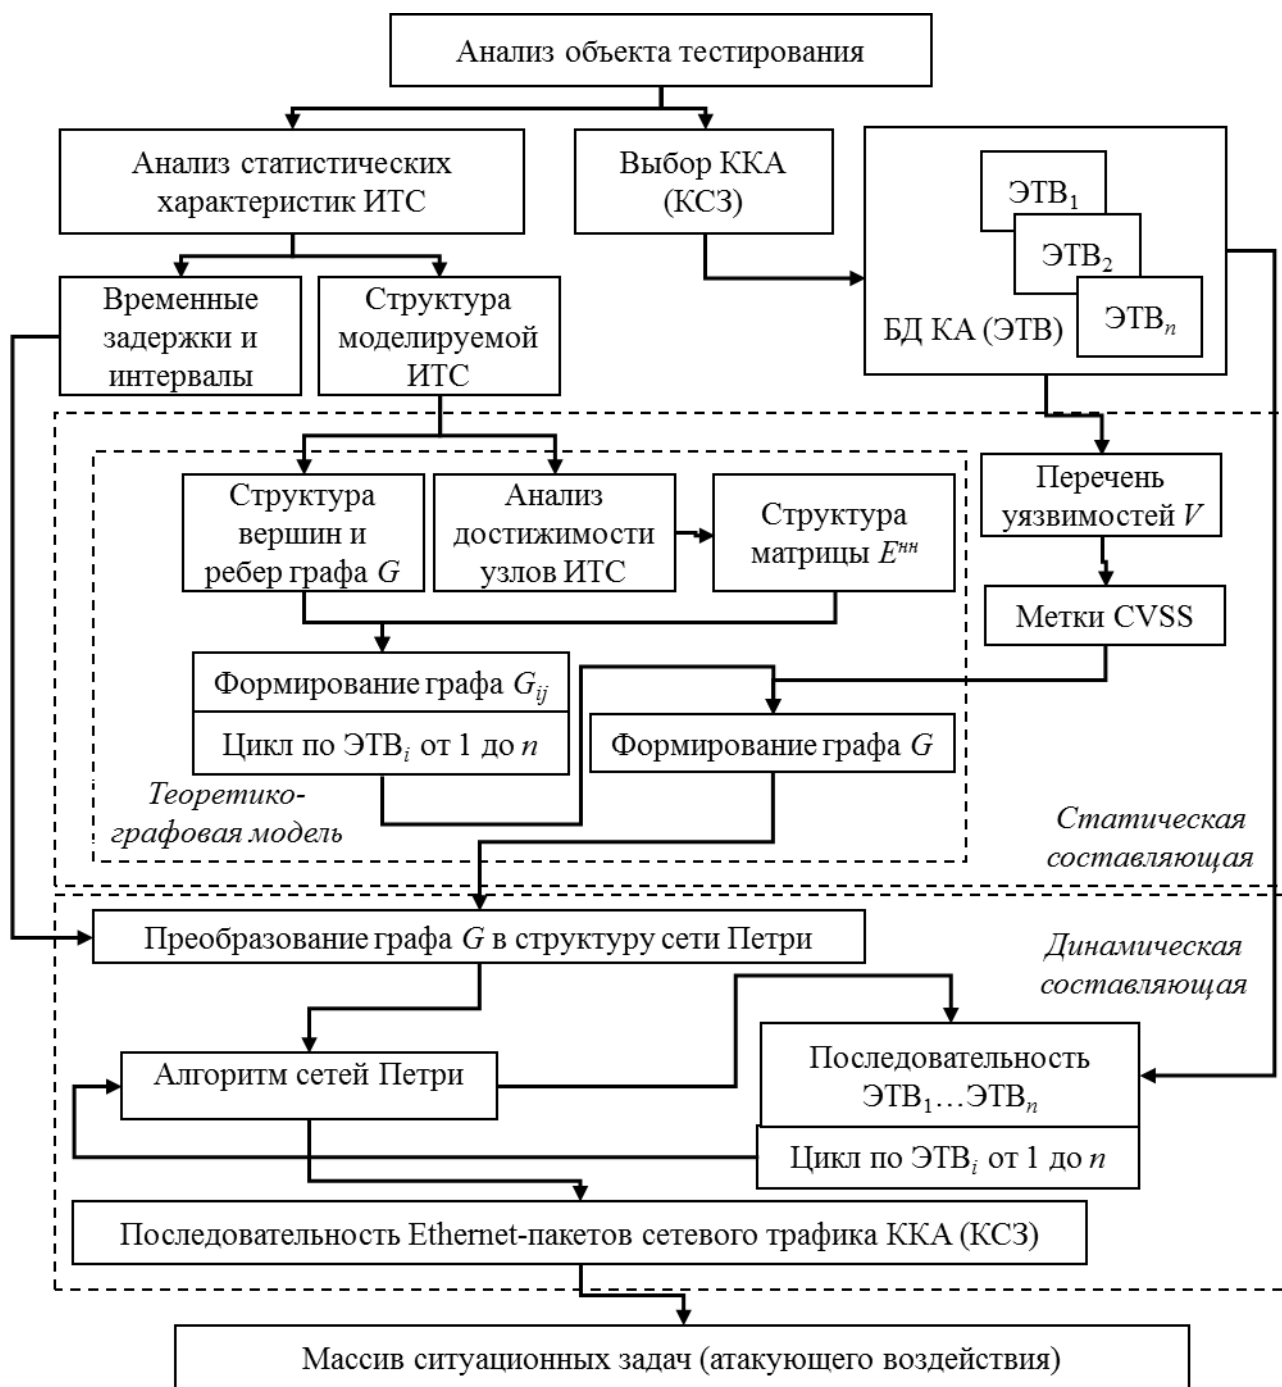 Анализ объекта тестирования
Анализ статистических
характеристик ИТС
Выбор ККА
(КСЗ)
ЭТВ1
ЭТВ2
ЭТВn
БД КА (ЭТВ)
Временные
задержки и
интервалы
Структура
моделируемой
ИТС
Структура
вершин и
ребер графа G
Анализ
достижимости
узлов ИТС
Структура
матрицы Eнн
Перечень
уязвимостей V
Метки CVSS
Формирование графа Gij
Цикл по ЭТВi от 1 до n
Формирование графа G
Теоретико-
графовая модель
Статическая
составляющая
Преобразование графа G в структуру сети Петри
Динамическая
составляющая
Алгоритм сетей Петри
Последовательность
ЭТВ1…ЭТВn
Цикл по ЭТВi от 1 до n
Последовательность Ethernet-пакетов сетевого трафика ККА (КСЗ)
Массив ситуационных задач (атакующего воздействия)